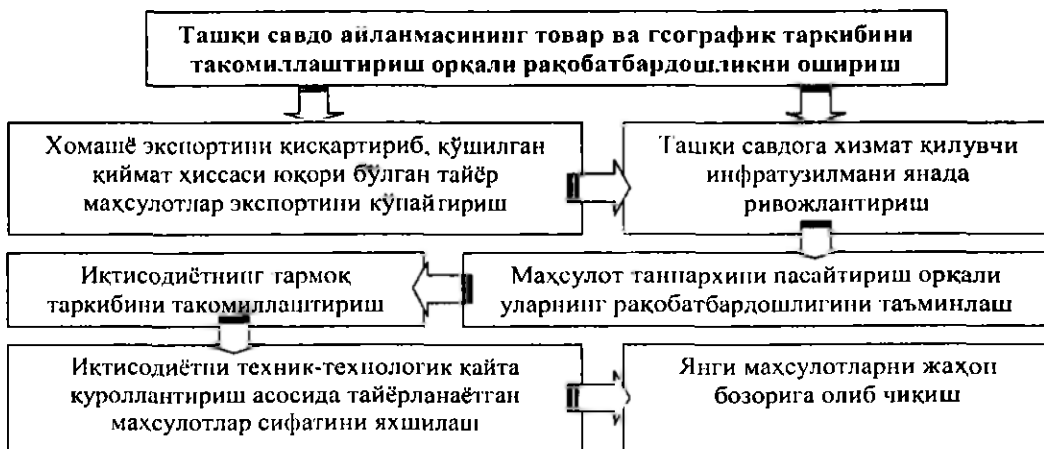 Ташқи савдо айланмасининг товар ва географик таркибини
такомиллаштириш орқали рақобатбардошликни ошириш
Хомашё экспортини қисқартириб, қўшилган
қиймат ҳиссаси юқори бўлган тайёр
маҳсулотлар экспортини кўпайтириш
Ташқи савдога хизмат қилувчи
инфратузилмани янада
ривожлантириш
Маҳсулот таннархини пасайтириш орқали
уларнинг рақобатбардошлигини таъминлаш
Иқтисодиётнинг тармоқ
таркибини такомиллаштириш
Иқтисодиётни техник-технологик қайта
қуроллантириш асосида тайёрланаётган
маҳсулотлар сифатини яхшилаш
Янги маҳсулотларни жаҳон
бозорига олиб чиқиш